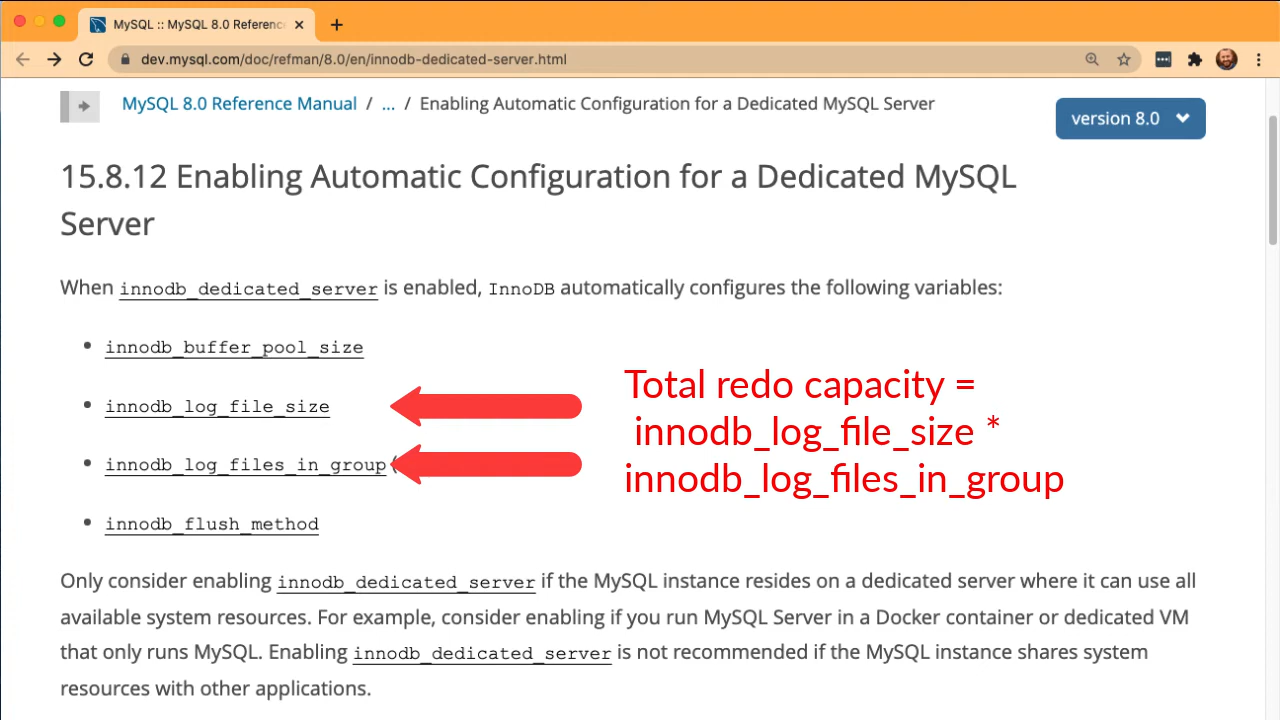 MySQL :: MySQL 8.0 Referenc
dev.mysql.com/doc/refman/8.0/en/innodb-dedicated-server.html
MySQL 8.0 Reference Manual / ... / Enabling Automatic Configuration for a Dedicated MySQL Server
version 8.0
15.8.12 Enabling Automatic Configuration for a Dedicated MySQL
Server
When innodb_dedicated_server is enabled, InnoDB automatically configures the following variables:
• innodb_buffer_pool_size
• innodb_log_file_size
• innodb_log_files_in_group (
• innodb_flush_method
Total redo capacity =
innodb_log_file_size *
innodb_log_files_in_group
Only consider enabling innodb_dedicated_server if the MySQL instance resides on a dedicated server where it can use all
available system resources. For example, consider enabling if you run MySQL Server in a Docker container or dedicated VM
that only runs MySQL. Enabling innodb_dedicated_server is not recommended if the MySQL instance shares system
resources with other applications.